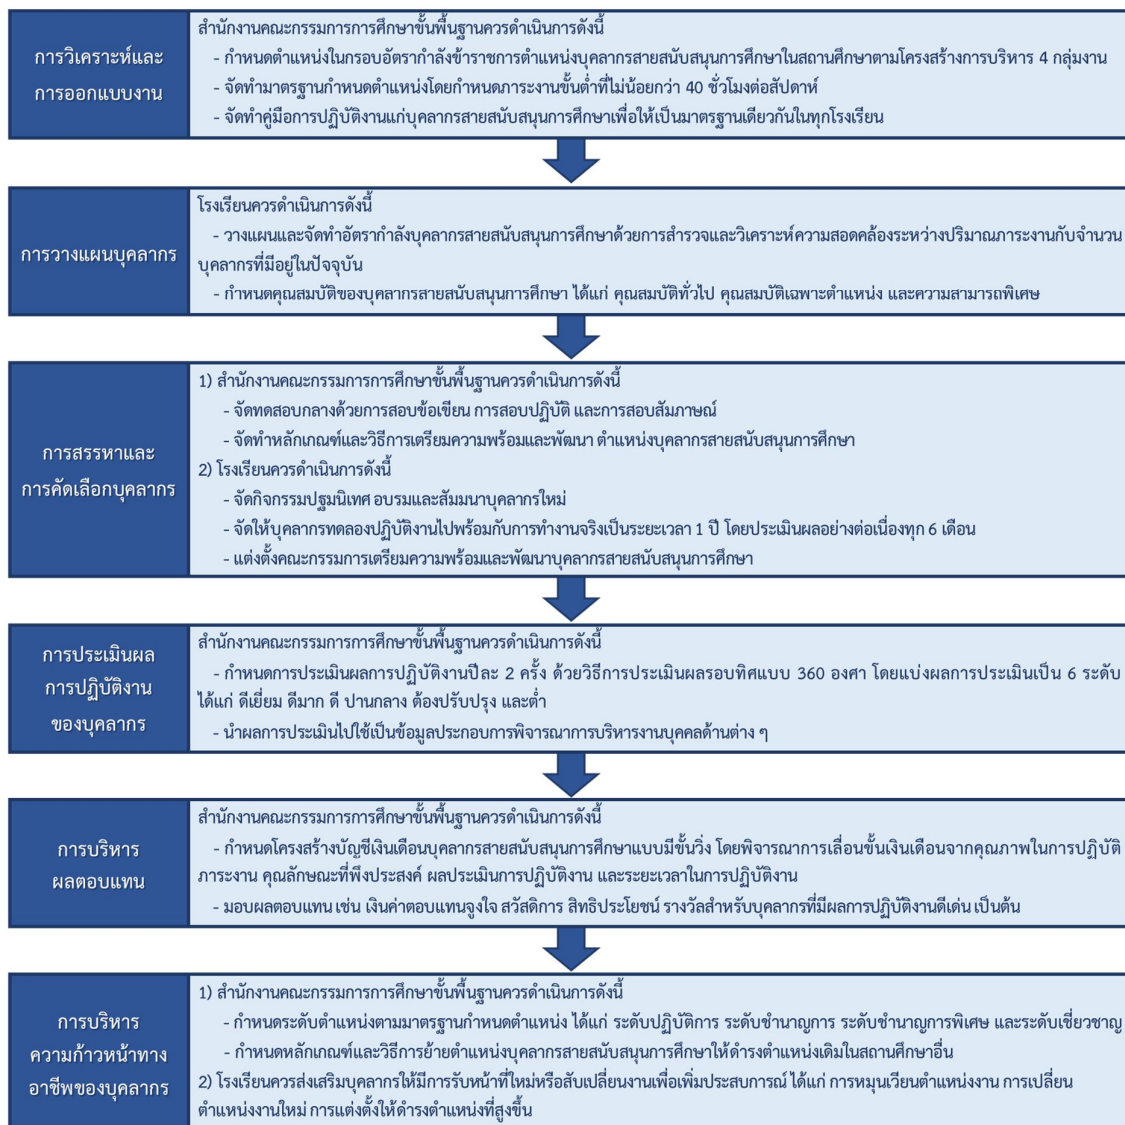 การวิเคราะห์และ
การออกแบบงาน
สำนักงานคณะกรรมการการศึกษาขั้นพื้นฐานควรดำเนินการดังนี้
- กำหนดตำแหน่งในกรอบอัตรากำลังข้าราชการตำแหน่งบุคลากรสายสนับสนุนการศึกษาในสถานศึกษาตามโครงสร้างการบริหาร 4 กลุ่มงาน
- จัดทำมาตรฐานกำหนดตำแหน่งโดยกำหนดภาระงานขั้นต่ำที่ไม่น้อยกว่า 40 ชั่วโมงต่อสัปดาห์
- จัดทำคู่มือการปฏิบัติงานแก่บุคลากรสายสนับสนุนการศึกษาเพื่อให้เป็นมาตรฐานเดียวกันในทุกโรงเรียน
การวางแผนบุคลากร
โรงเรียนควรดำเนินการดังนี้
- วางแผนและจัดทำอัตรากำลังบุคลากรสายสนับสนุนการศึกษาด้วยการสำรวจและวิเคราะห์ความสอดคล้องระหว่างปริมาณภาระงานกับจำนวน
บุคลากรที่มีอยู่ในปัจจุบัน
- กำหนดคุณสมบัติของบุคลากรสายสนับสนุนการศึกษา ได้แก่ คุณสมบัติทั่วไป คุณสมบัติเฉพาะตำแหน่ง และความสามารถพิเศษ
การสรรหาและ
การคัดเลือกบุคลากร
1) สำนักงานคณะกรรมการการศึกษาขั้นพื้นฐานควรดำเนินการดังนี้
- จัดทดสอบกลางด้วยการสอบข้อเขียน การสอบปฏิบัติ และการสอบสัมภาษณ์
- จัดทำหลักเกณฑ์และวิธีการเตรียมความพร้อมและพัฒนา ตำแหน่งบุคลากรสายสนับสนุนการศึกษา
2) โรงเรียนควรดำเนินการดังนี้
- จัดกิจกรรมปฐมนิเทศ อบรมและสัมมนาบุคลากรใหม่
- จัดให้บุคลากรทดลองปฏิบัติงานไปพร้อมกับการทำงานจริงเป็นระยะเวลา 1 ปี โดยประเมินผลอย่างต่อเนื่องทุก 6 เดือน
- แต่งตั้งคณะกรรมการเตรียมความพร้อมและพัฒนาบุคลากรสายสนับสนุนการศึกษา
การประเมินผล
การปฏิบัติงาน
ของบุคลากร
สำนักงานคณะกรรมการการศึกษาขั้นพื้นฐานควรดำเนินการดังนี้
- กำหนดการประเมินผลการปฏิบัติงานปีละ 2 ครั้ง ด้วยวิธีการประเมินผลรอบทิศแบบ 360 องศา โดยแบ่งผลการประเมินเป็น 6 ระดับ
ได้แก่ ดีเยี่ยม ดีมาก ดี ปานกลาง ต้องปรับปรุง และต่ำ
- นำผลการประเมินไปใช้เป็นข้อมูลประกอบการพิจารณาการบริหารงานบุคคลด้านต่าง ๆ
การบริหาร
ผลตอบแทน
สำนักงานคณะกรรมการการศึกษาขั้นพื้นฐานควรดำเนินการดังนี้
- กำหนดโครงสร้างบัญชีเงินเดือนบุคลากรสายสนับสนุนการศึกษาแบบมีขั้นวิ่ง โดยพิจารณาการเลื่อนขั้นเงินเดือนจากคุณภาพในการปฏิบัติ
ภาระงาน คุณลักษณะที่พึงประสงค์ ผลประเมินการปฏิบัติงาน และระยะเวลาในการปฏิบัติงาน
- มอบผลตอบแทน เช่น เงินค่าตอบแทนจูงใจ สวัสดิการ สิทธิประโยชน์ รางวัลสำหรับบุคลากรที่มีผลการปฏิบัติงานดีเด่น เป็นต้น
การบริหาร
ความก้าวหน้าทาง
อาชีพของบุคลากร
1) สำนักงานคณะกรรมการการศึกษาขั้นพื้นฐานควรดำเนินการดังนี้
- กำหนดระดับตำแหน่งตามมาตรฐานกำหนดตำแหน่ง ได้แก่ ระดับปฏิบัติการ ระดับชำนาญการ ระดับชำนาญการพิเศษ และระดับเชี่ยวชาญ
- กำหนดหลักเกณฑ์และวิธีการย้ายตำแหน่งบุคลากรสายสนับสนุนการศึกษาให้ดำรงตำแหน่งเดิมในสถานศึกษาอื่น
2) โรงเรียนควรส่งเสริมบุคลากรให้มีการรับหน้าที่ใหม่หรือสับเปลี่ยนงานเพื่อเพิ่มประสบการณ์ ได้แก่ การหมุนเวียนตำแหน่งงาน การเปลี่ยน
ตำแหน่งงานใหม่ การแต่งตั้งให้ดำรงตำแหน่งที่สูงขึ้น